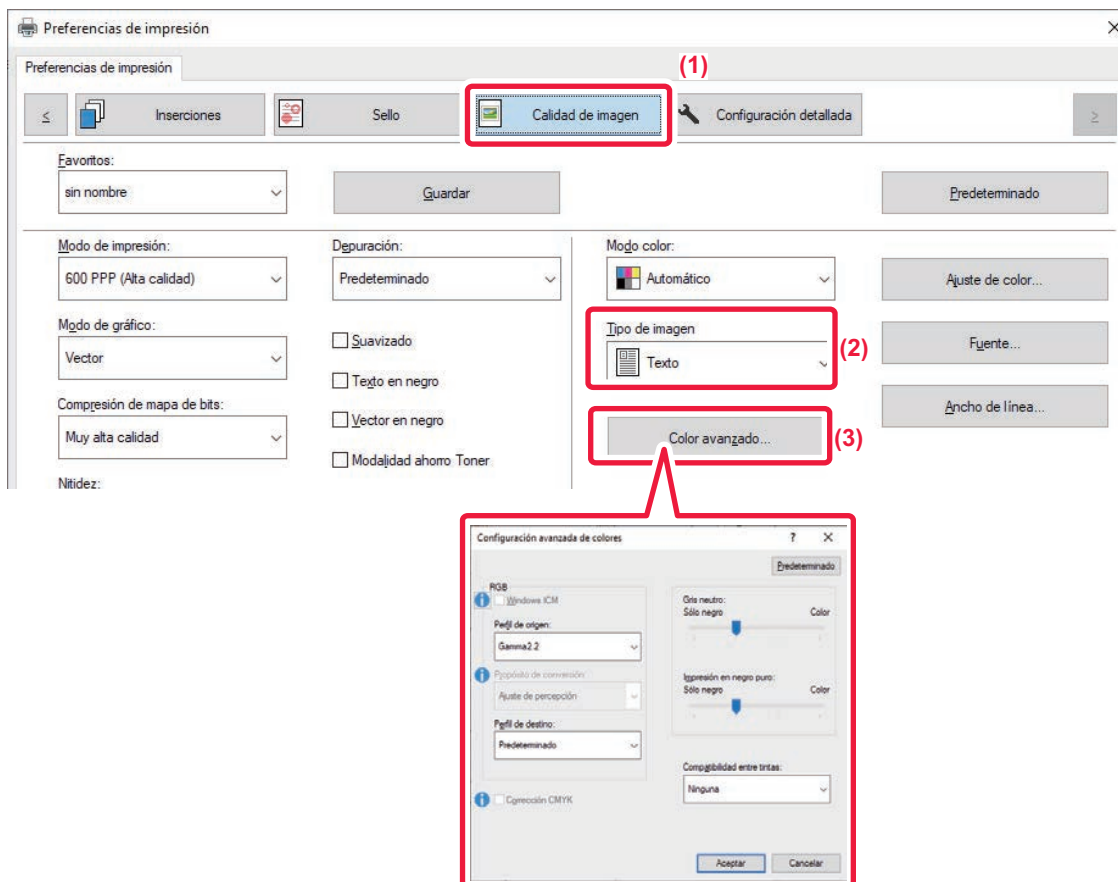 Preferencias de impresión
Preferencias de impresión
(1)
≤
Inserciones
Sello
Calidad de imagen
Configuración detallada
≥
Favoritos:
sin nombre
Guardar
Predeterminado
Modo de impresión:
600 PPP (Alta calidad)
Depuración:
Predeterminado
Modo color:
Automático
Ajuste de color...
Modo de gráfico:
Vector
Suavizado
Texto en negro
Tipo de imagen
Texto
(2)
Fuente...
Compresión de mapa de bits:
Muy alta calidad
Vector en negro
Modalidad ahorro Toner
Color avanzado...
(3)
Ancho de línea...
Nitidez:
Configuración avanzada de colores
?
Predeterminado
RGB
Windows ICM
Perfil de origen:
Gamma2.2
Propósito de conversión:
Ajuste de percepción
Perfil de destino:
Predeterminado
Corrección CMYK
Gris neutro:
Sólo negro Color
Impresión en negro puro:
Sólo negro Color
Compatibilidad entre tintas:
Ninguna
Aceptar
Cancelar